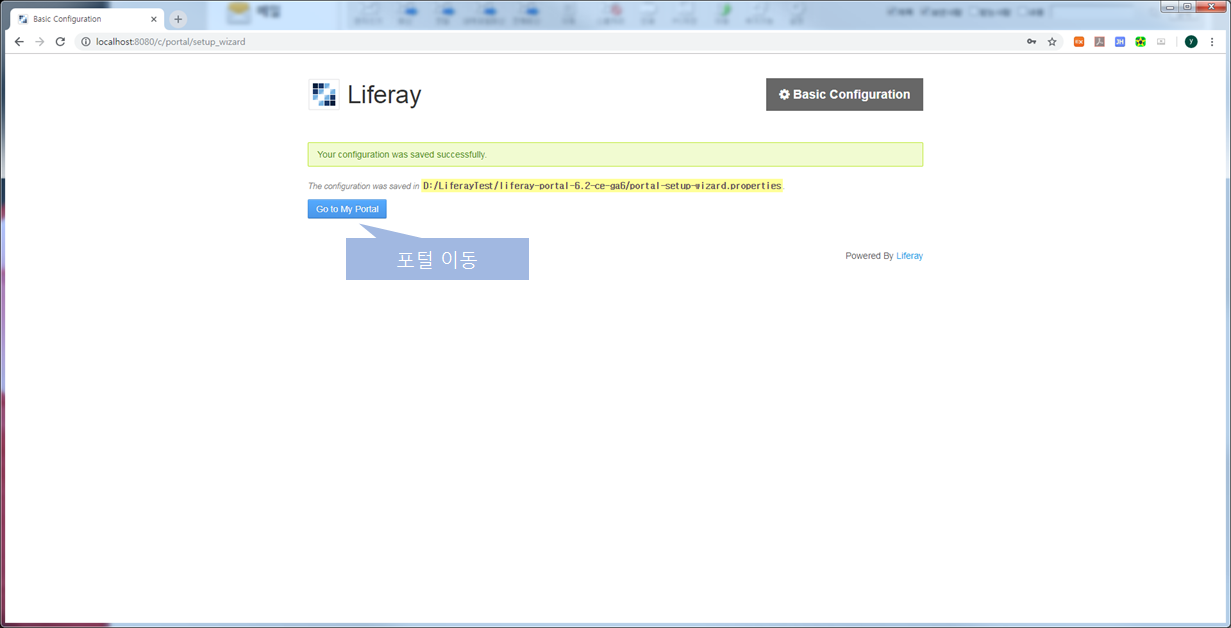 Basic Configuration
localhost:8080/c/portal/setup_wizard
Liferay
Basic Configuration
Your configuration was saved successfully.
The configuration was saved in D:/LiferayTest/liferay-portal-6.2-ce-ga6/portal-setup-wizard.properties.
Go to My Portal
포털 이동
Powered By Liferay